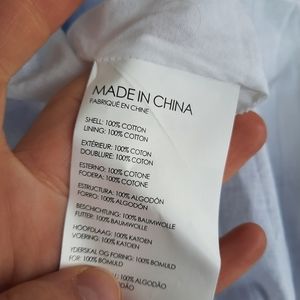 MADE IN CHINA
FABRIQUÉ EN CHINE
SHELL: 100% COTTON
LINING: 100% COTTON
EXTÉRIEUR: 100% COTON
DOUBLURE: 100% COTON
ESTERNO: 100% COTONE
FODERA: 100% COTONE
ESTRUCTURA: 100% ALGODÓN
FORRO: 100% ALGODÓN
BESCHICHTUNG: 100% BAUMWOLLE
FUTTER: 100% BAUMWOLLE
HOOFDLAAG: 100% KATOEN
VOERING: 100% KATOEN
YDERSKAL OG FORING: 100% BOMULD
FOR: 100% BOMULD
100% ALGODÃO
100% ALGODÃO